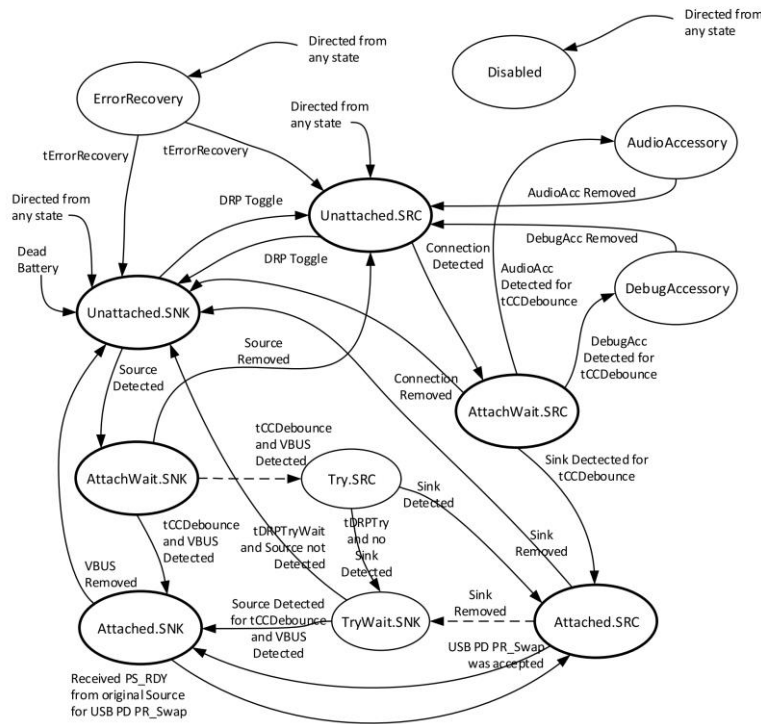 Directed from
any state
Directed from
any state
ErrorRecovery
Disabled
Directed from
any state
tErrorRecovery
tErrorRecovery
AudioAccessory
AudioAcc Removed
Directed from
any state
DRP Toggle
Unattached.SRC
DebugAcc Removed
Connection
Detected
Dead
Battery
DRP Toggle
AudioAcc
Detected for
tCCDebounce
DebugAccessory
Unattached.SNK
Source
Removed
DebugAcc
Detected for
tCCDebounce
Source
Detected
Connection
Removed
AttachWait.SRC
tCCDebounce
and VBUS
Detected
Sink Dectected for
tCCDebounce
AttachWait.SNK
Try.SRC
Sink
Detected
tCCDebounce
and VBUS
Detected
tDRPTryWait
and Source not
Detected
tDRPTry
and no
Sink
Detected
Sink
Removed
VBUS
Removed
Source Detected
for tCCDebounce
and VBUS
Detected
Sink
Removed
Attached.SNK
TryWait.SNK
Attached.SRC
USB PD PR_Swap
was accepted
Received PS_RDY
from original Source
for USB PD PR_Swap